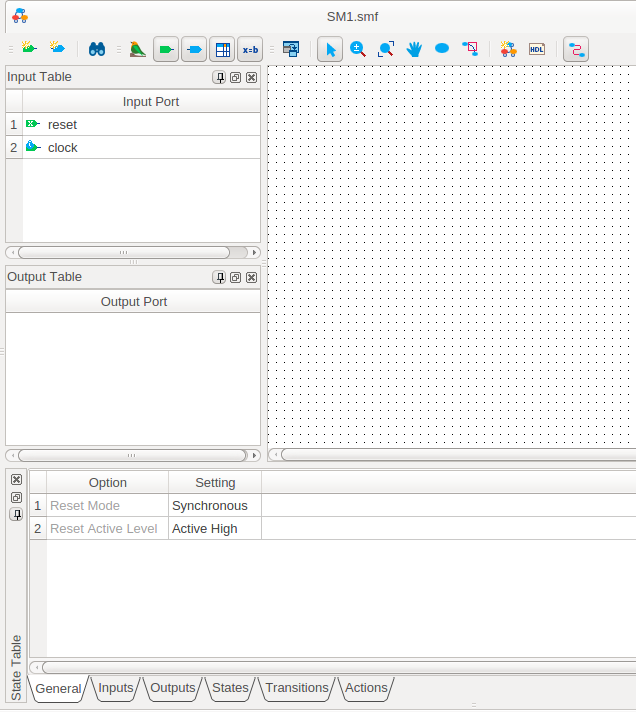 SM1.smf
x=b
HDL
Input Table
Input Port
1 reset
2 clock
Output Table
Output Port
State Table
Option Setting
1 Reset Mode Synchronous
2 Reset Active Level Active High
General Inputs Outputs States Transitions Actions